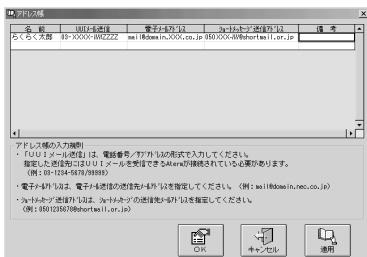 アドレス帳
名 前 UUIﾒｰﾙ送信 電子ﾒｰﾙｱﾄﾞﾚｽ ｼｮｰﾄﾒｯｾｰｼﾞ送信ｱﾄﾞﾚｽ 備 考
らくらく太郎 03-XXXX-WWZZZZ mail@domain.XXX.co.jp 050XXX-WW@shortmail.or.jp
アドレス帳の入力規則
・「UUIメール送信」は、電話番号／ｻﾌﾞｱﾄﾞﾚｽの形式で入力してください。
指定した送信先にはUUIメールを受信できるAtermが接続されている必要があります。
（例：03-1234-5678/99999）
・電子ﾒｰﾙｱﾄﾞﾚｽは、電子ﾒｰﾙ送信の送信先ﾒｰﾙｱﾄﾞﾚｽを指定してください。（例：mail@domain.nec.co.jp）
・ｼｮｰﾄﾒｯｾｰｼﾞ送信ｱﾄﾞﾚｽは、ｼｮｰﾄﾒｯｾｰｼﾞの送信先ﾒｰﾙｱﾄﾞﾚｽを指定してください。
（例：05012356789@shortmail.or.jp）
OK キャンセル 適用